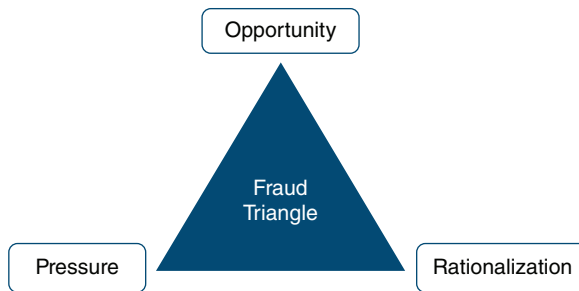 Opportunity
Fraud
Triangle
Pressure
Rationalization